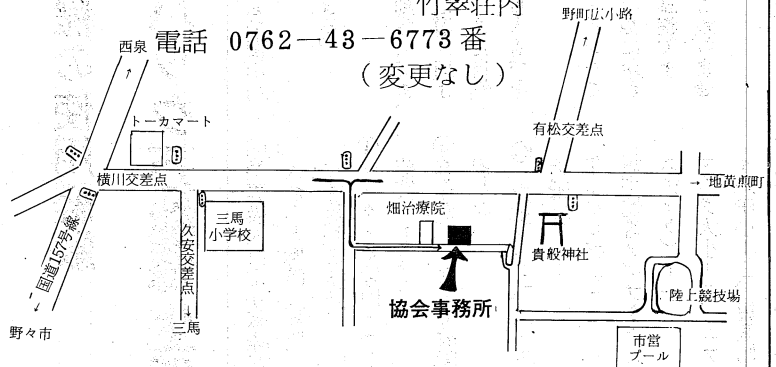 竹翠荘内
野町広小路
西泉
電話 0762-43-6773番
(変更なし)
トーカマート
有松交差点
横川交差点
→ 地黄煎町
畑治療院
三馬
小学校
久安交差点
国道157号線
貴船神社
陸上競技場
協会事務所
三馬
野々市
市営
プール